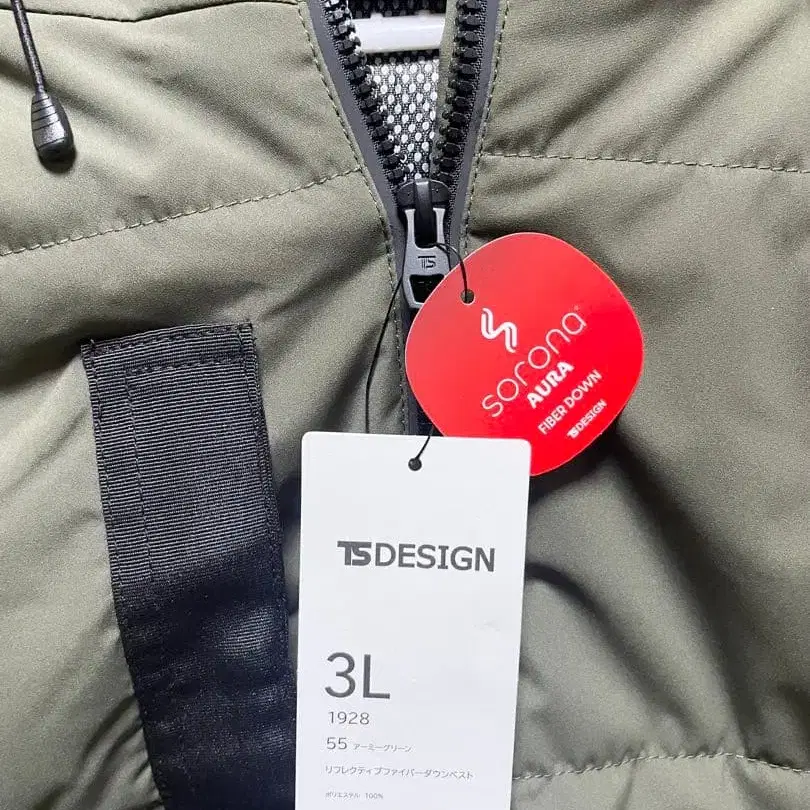 TS
sofona
AURA
FIBER DOWN
TS DESIGN
TS DESIGN
3L
1928
55 アーミーグリーン
リフレクティブファイバーダウンベスト
ポリエステル 100%